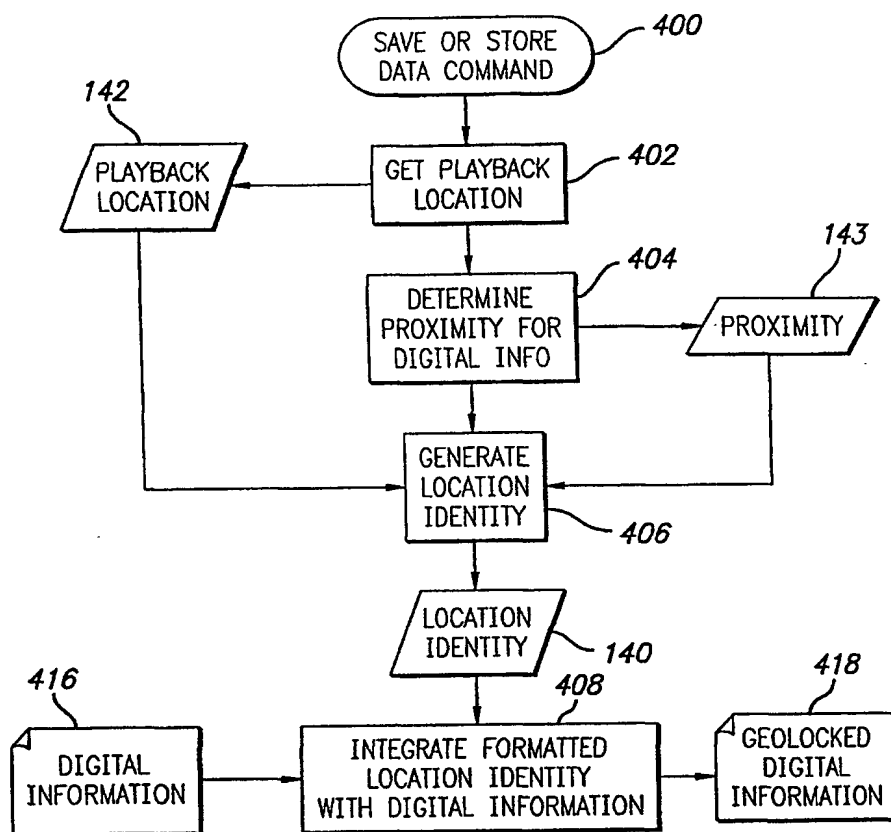 SAVE OR STORE
DATA COMMAND
400
142
PLAYBACK
LOCATION
GET PLAYBACK
LOCATION
402
404
DETERMINE
PROXIMITY FOR
DIGITAL INFO
143
PROXIMITY
GENERATE
LOCATION
IDENTITY
406
LOCATION
IDENTITY
140
416
DIGITAL
INFORMATION
408
INTEGRATE FORMATTED
LOCATION IDENTITY
WITH DIGITAL INFORMATION
418
GEOLOCKED
DIGITAL
INFORMATION